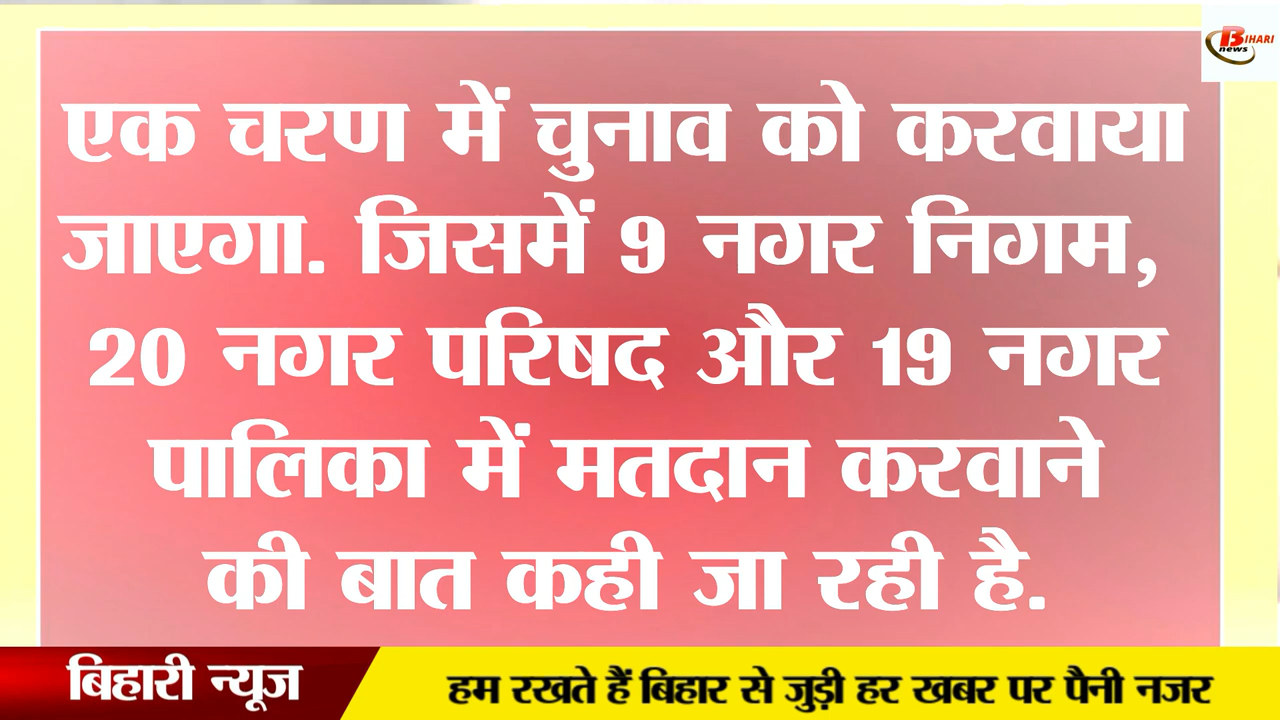 BIHARI
news
एक चरण में चुनाव को करवाया
जाएगा. जिसमें 9 नगर निगम,
20 नगर परिषद और 19 नगर
पालिका में मतदान करवाने
की बात कही जा रही है.
बिहारी न्यूज
हम रखते हैं बिहार से जुड़ी हर खबर पर पैनी नजर